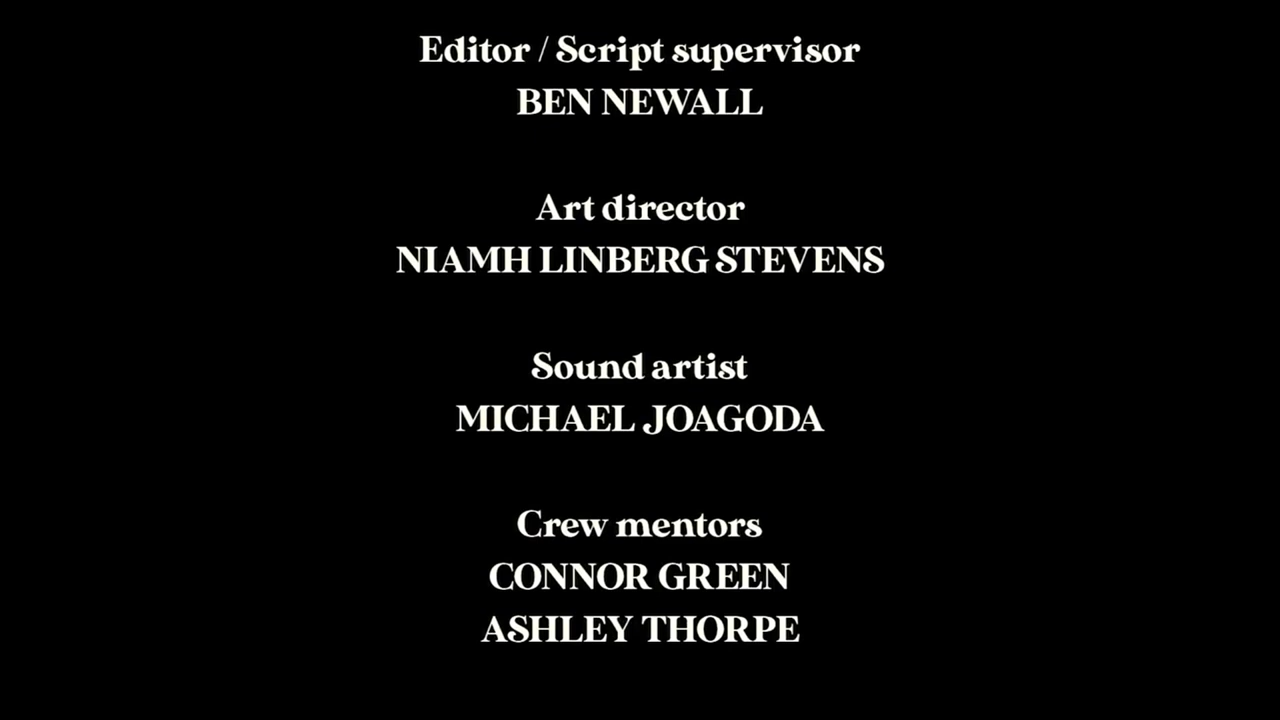 Editor / Script supervisor
BEN NEWALL
Art director
NIAMH LINBERG STEVENS
Sound artist
MICHAEL JOAGODA
Crew mentors
CONNOR GREEN
ASHLEY THORPE